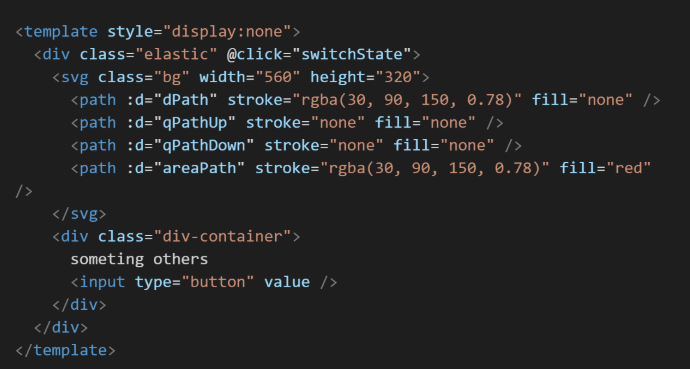 <template style="display:none">
<div class="elastic" @click="switchState">
<svg class="bg" width="560" height="320">
<path :d="dPath" stroke="rgba(30, 90, 150, 0.78)" fill="none" />
<path :d="qPathUp" stroke="none" fill="none" />
<path :d="qPathDown" stroke="none" fill="none" />
<path :d="areaPath" stroke="rgba(30, 90, 150, 0.78)" fill="red"
/>
</svg>
<div class="div-container">
someting others
<input type="button" value />
</div>
</div>
</template>